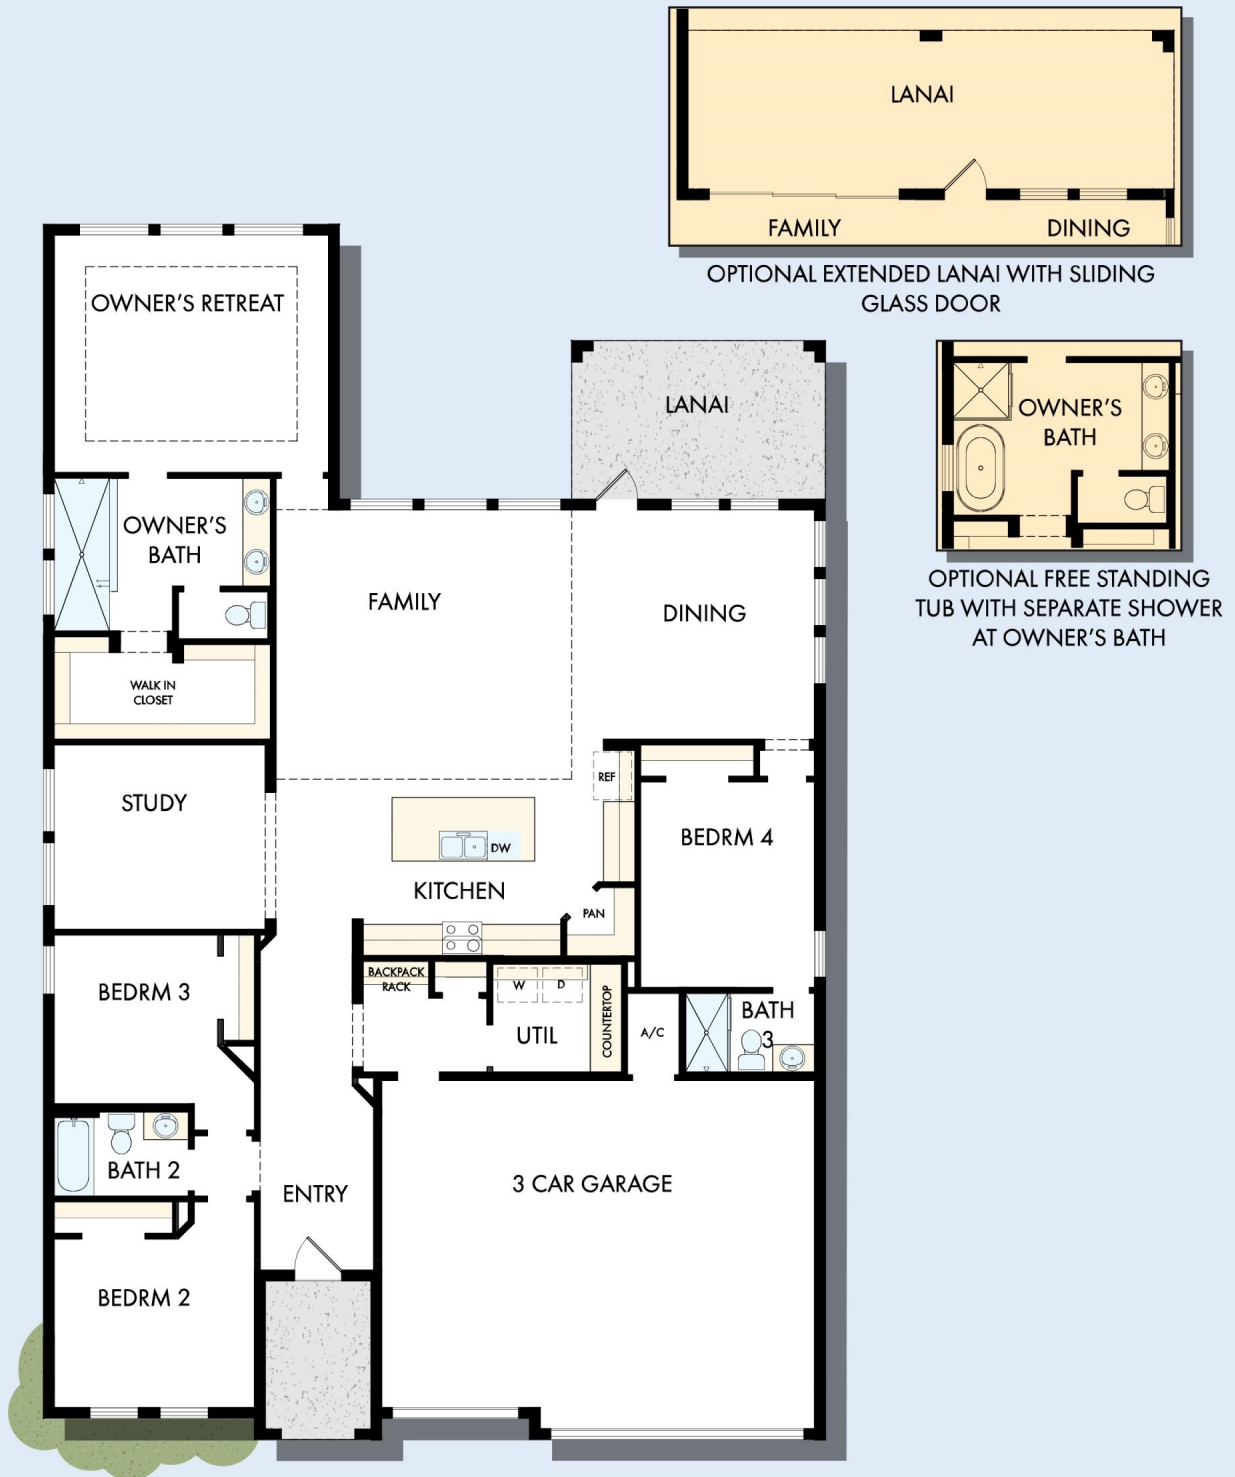 LANAI
FAMILY
DINING
OPTIONAL EXTENDED LANAI WITH SLIDING
GLASS DOOR
OWNER'S RETREAT
LANAI
OWNER'S
BATH
OPTIONAL FREE STANDING
TUB WITH SEPARATE SHOWER
AT OWNER'S BATH
OWNER'S
BATH
FAMILY
DINING
WALK IN
CLOSET
STUDY
REF
BEDRM 4
DW
KITCHEN
PAN
BACKPACK
RACK
W
D
COUNTERTOP
UTIL
A/C
BATH
3
BEDRM 3
BATH 2
ENTRY
3 CAR GARAGE
BEDRM 2